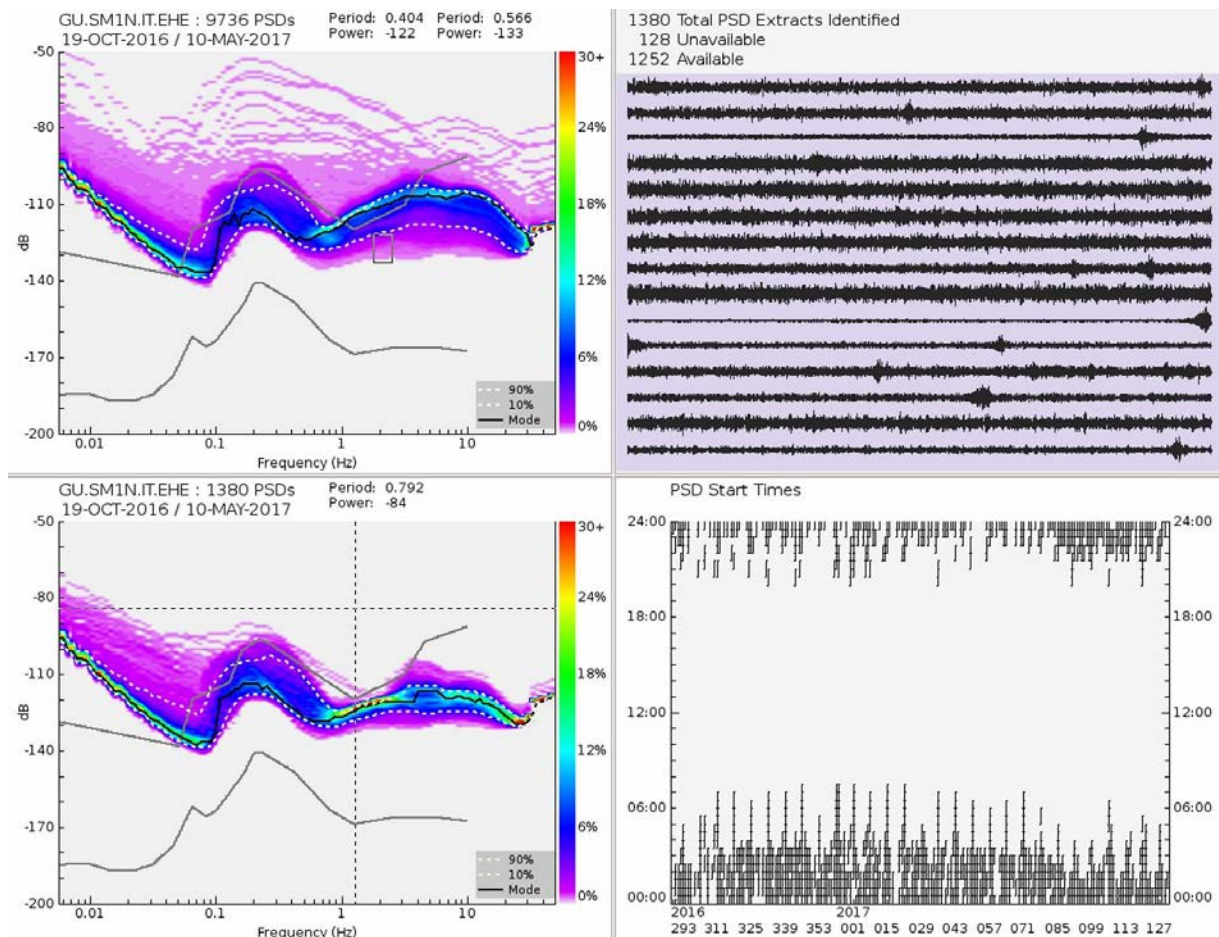 GU.SM1N.IT.EHE : 9736 PSDs
19-OCT-2016 / 10-MAY-2017
Period: 0.404 Period: 0.566
Power: -122 Power: -133
-50
-80
-110
-140
-170
-200
dB
0.01 0.1 1 10
Frequency (Hz)
90%
10%
Mode
30+
24%
18%
12%
6%
0%
1380 Total PSD Extracts Identified
128 Unavailable
1252 Available
GU.SM1N.IT.EHE : 1380 PSDs
19-OCT-2016 / 10-MAY-2017
Period: 0.792
Power: -84
-50
-80
-110
-140
-170
-200
dB
0.01 0.1 1 10
Frequency (Hz)
90%
10%
Mode
30+
24%
18%
12%
6%
0%
PSD Start Times
24:00 24:00
18:00 18:00
12:00 12:00
06:00 06:00
00:00 00:00
2016 2017
293 311 325 339 353 001 015 029 043 057 071 085 099 113 127